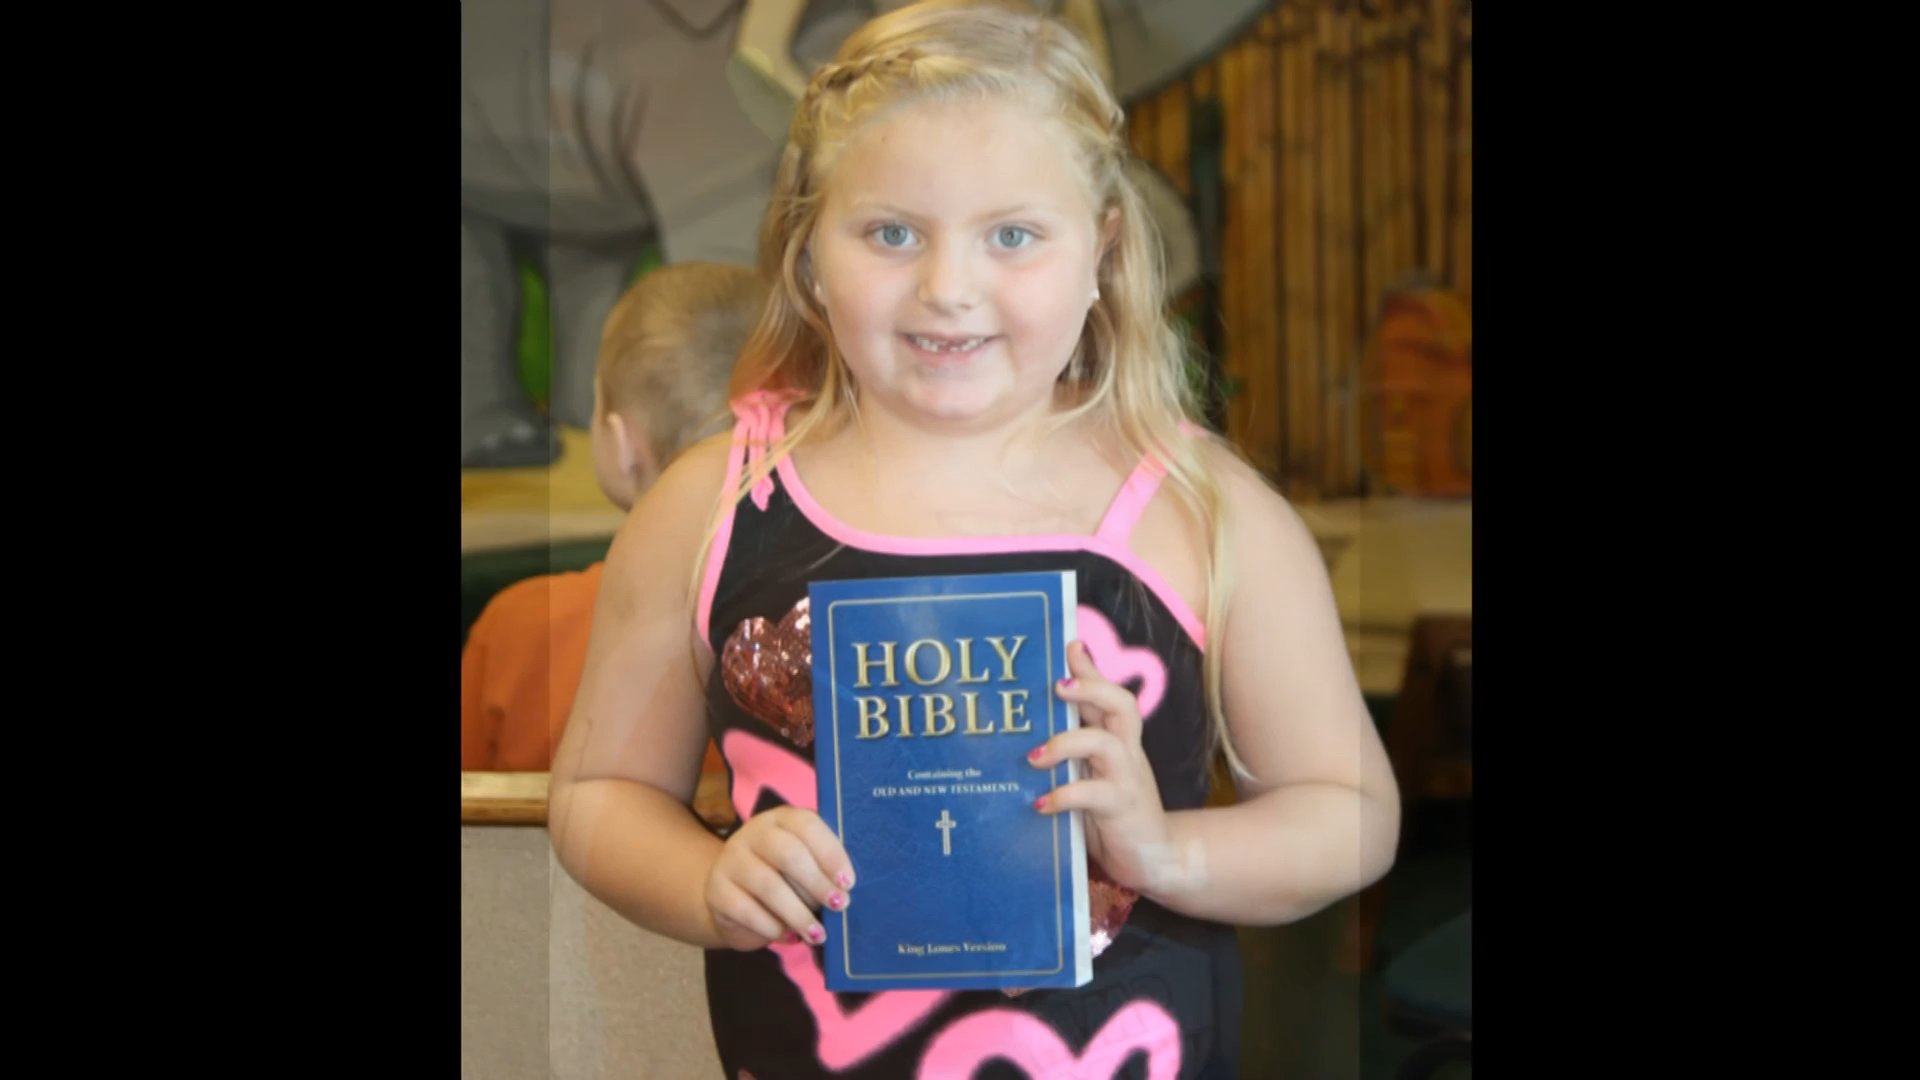 HOLY
BIBLE
Containing the
OLD AND NEW TESTAMENTS
King James Version